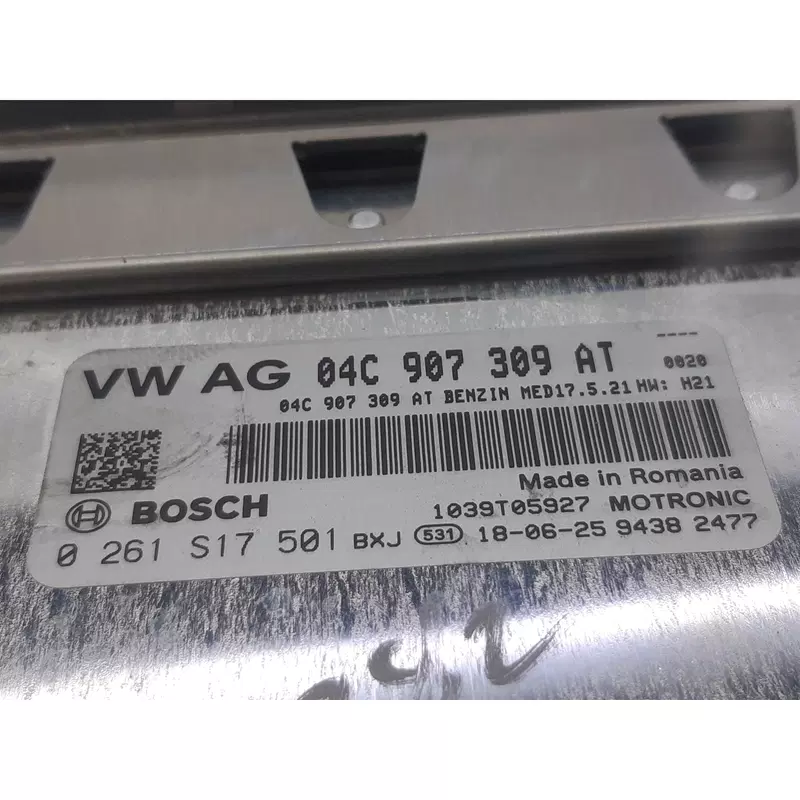 ----
VW AG 04C 907 309 AT 0020
04C 907 309 AT BENZIN MED17.5.21 HW: H21
Made in Romania
BOSCH 1039T05927 MOTRONIC
0 261 S17 501 BXJ 531 18-06-25 9438 2477